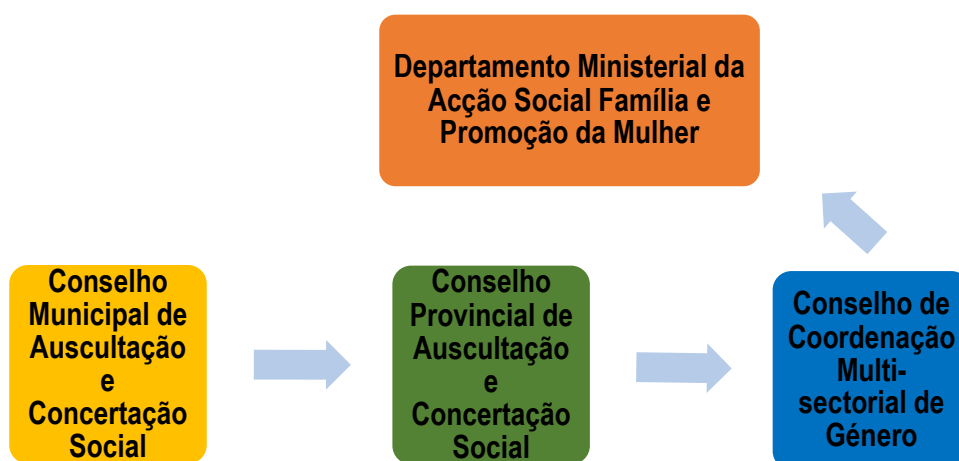 Departamento Ministerial da
Acção Social Família e
Promoção da Mulher
Conselho
Municipal de
Auscultação
e
Concertação
Social
Conselho
Provincial de
Auscultação
e
Concertação
Social
Conselho de
Coordenação
Multi-
sectorial de
Género